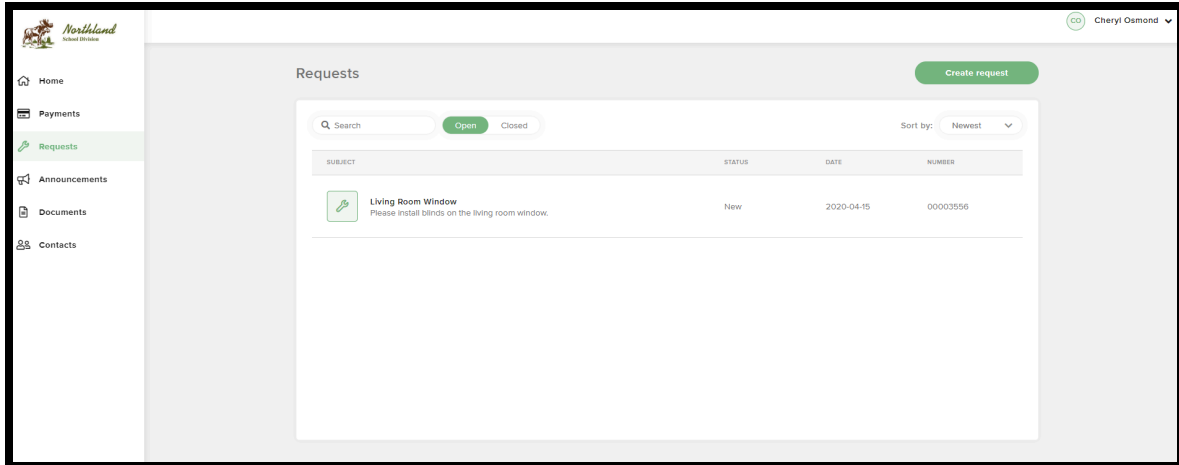 Northland
School Division
CO Cheryl Osmond
Home
Payments
Requests
Announcements
Documents
Contacts
Requests
Create request
Search
Open Closed
Sort by: Newest
SUBJECT STATUS DATE NUMBER
Living Room Window
Please install blinds on the living room window.
New 2020-04-15 00003556